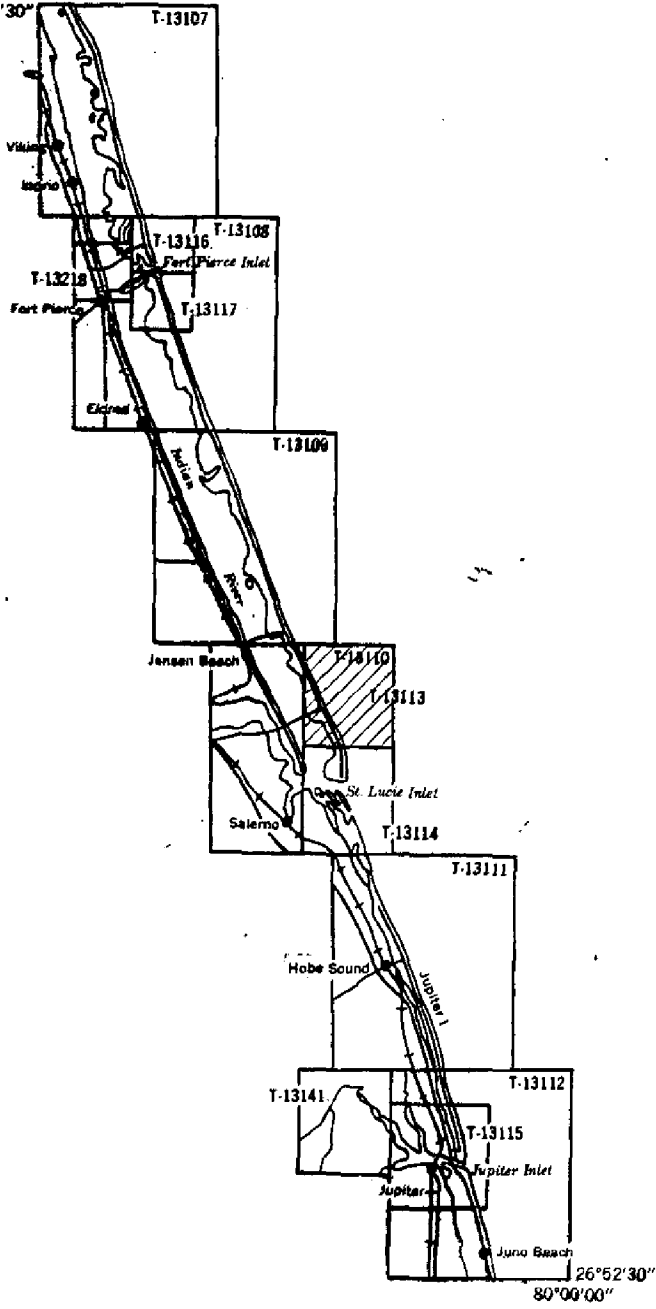 '30"
T-13107
Viking
Indrio
T-13108
T-13116
Fort Pierce Inlet
T-13218
Fort Pierce
T-13117
Eldred
T-13109
Indian
River
Jensen Beach
T-13110
T-13113
St. Lucie Inlet
Salerno
T-13114
T-13111
Hobe Sound
Jupiter I
T-13112
T-13141
T-13115
Jupiter Inlet
Jupiter
Juno Beach
26°52'30"
80°00'00"